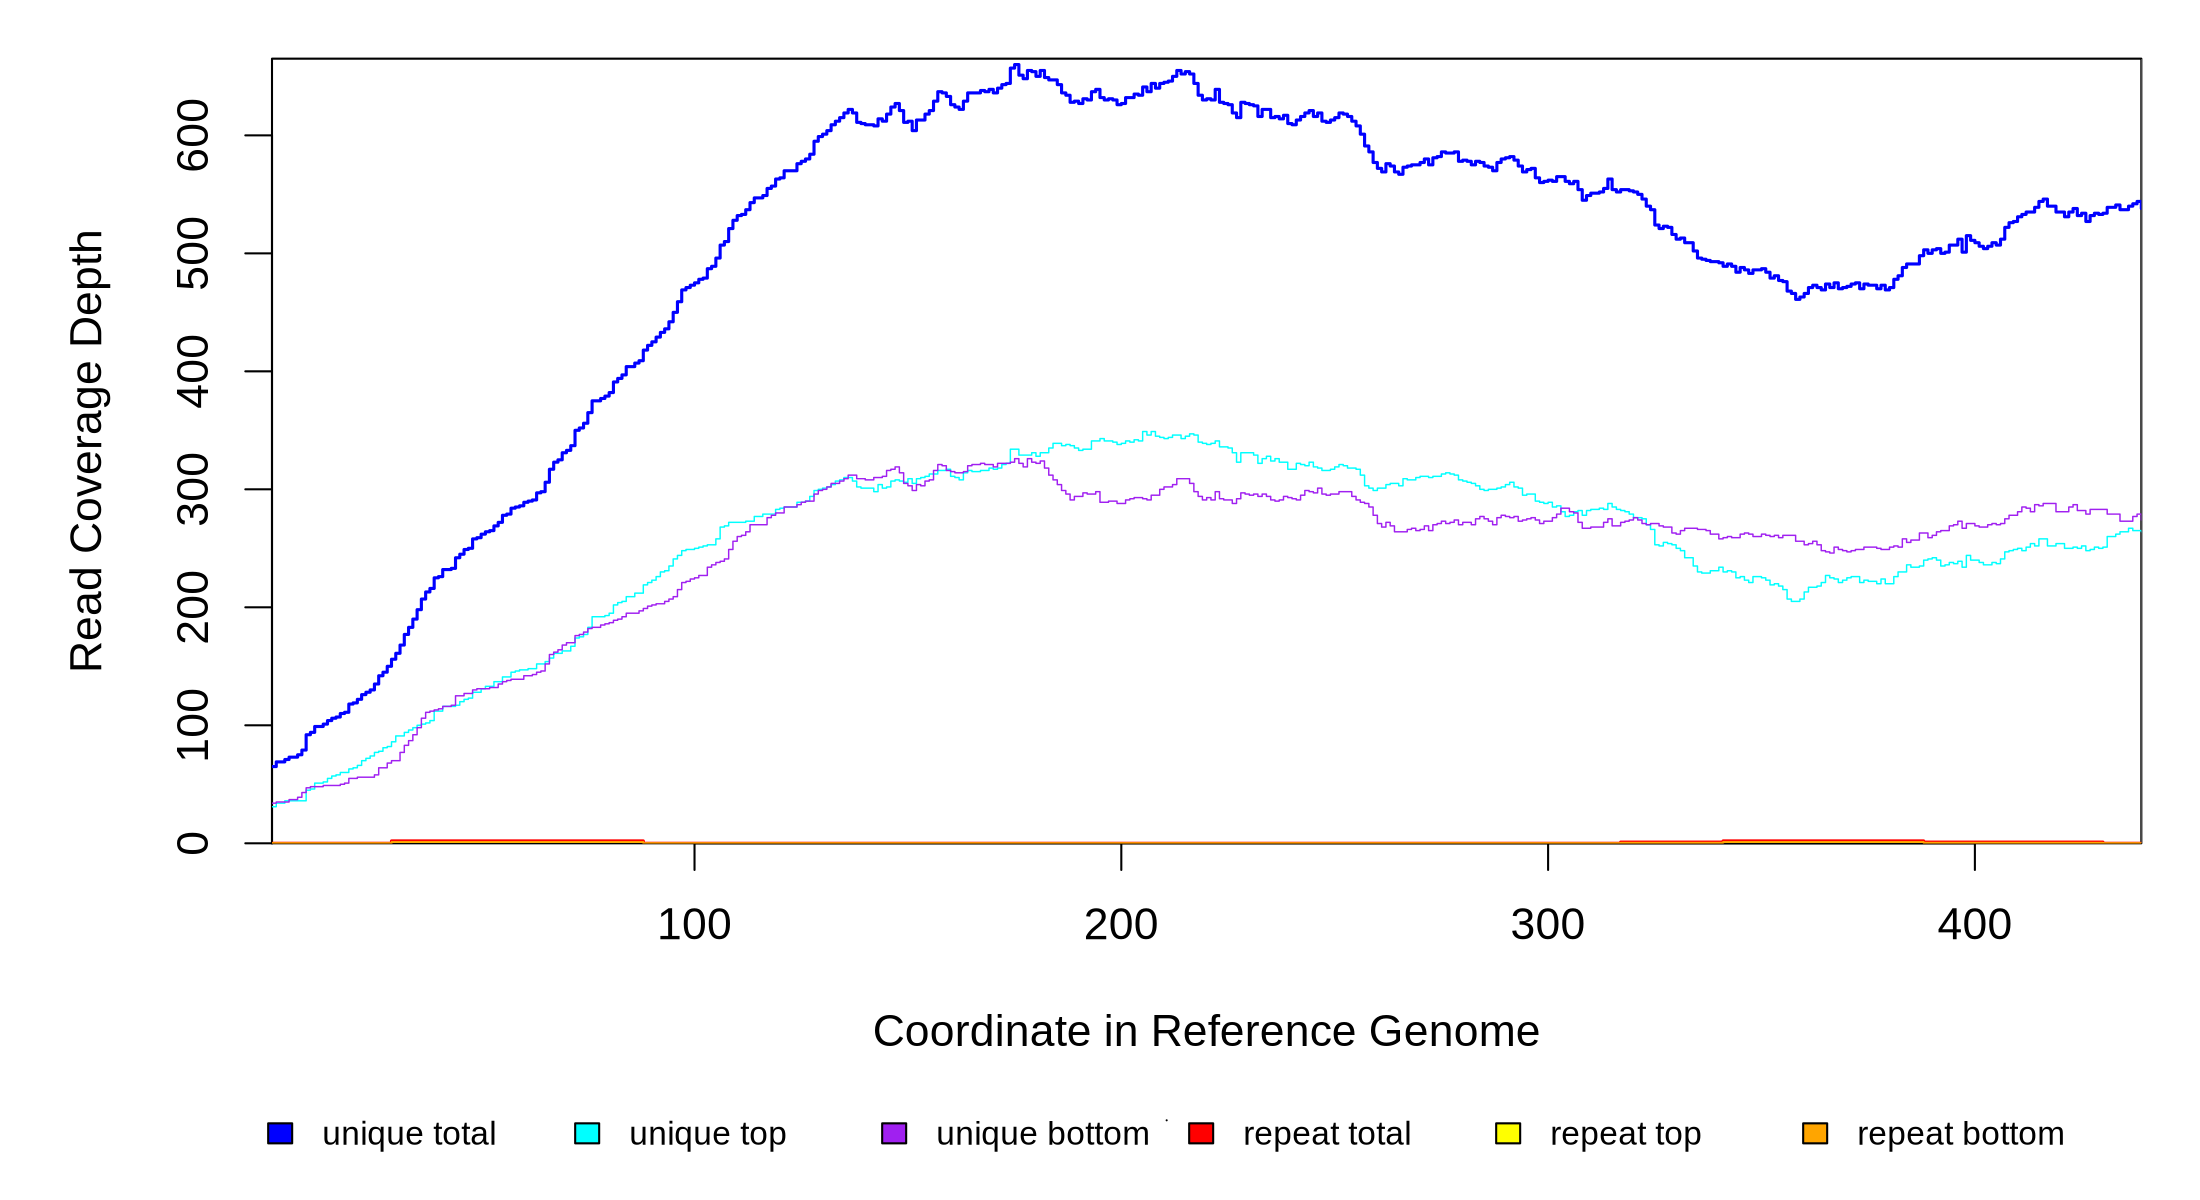 Read Coverage Depth
600
500
400
300
200
100
0
100 200 300 400
Coordinate in Reference Genome
unique total unique top unique bottom repeat total repeat top repeat bottom